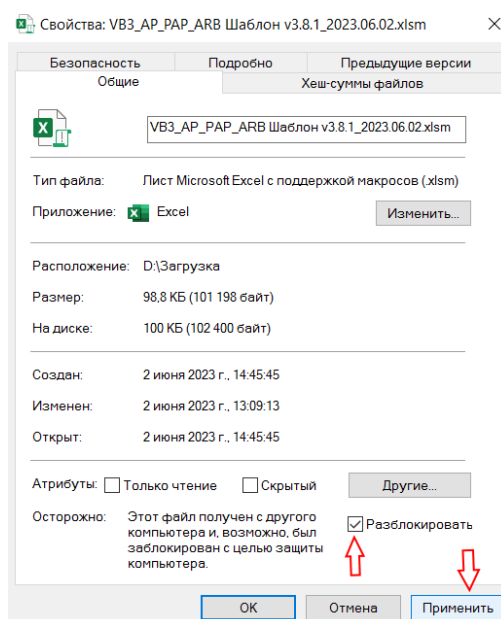 Свойства: VB3_AP_PAP_ARB Шаблон v3.8.1_2023.06.02.xlsm
Безопасность Подробно Предыдущие версии
Общие Хеш-суммы файлов
VB3_AP_PAP_ARB Шаблон v3.8.1_2023.06.02.xlsm
Тип файла: Лист Microsoft Excel с поддержкой макросов (.xlsm)
Приложение: Excel Изменить...
Расположение: D:\Загрузка
Размер: 98,8 КБ (101 198 байт)
На диске: 100 КБ (102 400 байт)
Создан: 2 июня 2023 г., 14:45:45
Изменен: 2 июня 2023 г., 13:09:13
Открыт: 2 июня 2023 г., 14:45:45
Атрибуты: Только чтение Скрытый Другие...
Осторожно: Этот файл получен с другого
компьютера и, возможно, был
заблокирован с целью защиты
компьютера.
Разблокировать
OK Отмена Применить